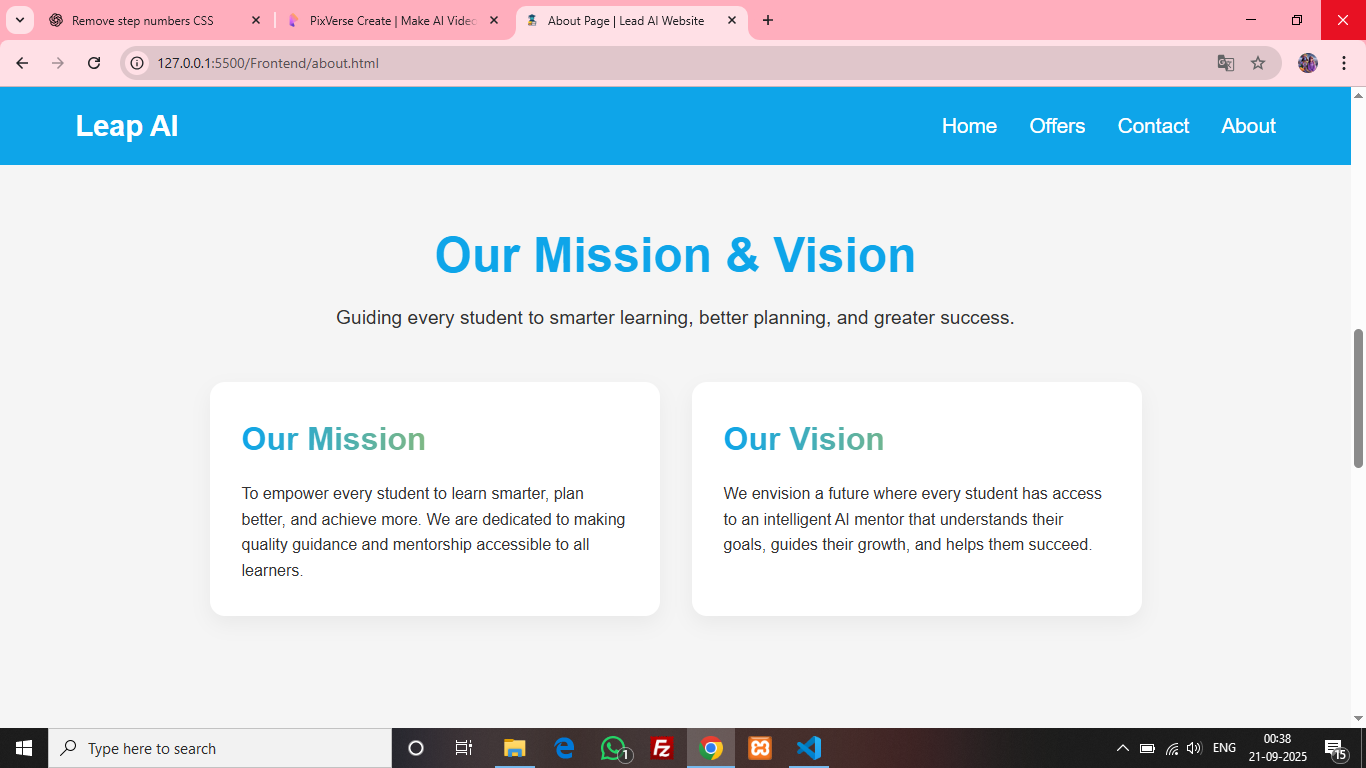 Remove step numbers CSS
PixVerse Create | Make AI Video
About Page | Lead AI Website
127.0.0.1:5500/Frontend/about.html
Leap AI
Home Offers Contact About
Our Mission & Vision
Guiding every student to smarter learning, better planning, and greater success.
Our Mission
To empower every student to learn smarter, plan
better, and achieve more. We are dedicated to making
quality guidance and mentorship accessible to all
learners.
Our Vision
We envision a future where every student has access
to an intelligent AI mentor that understands their
goals, guides their growth, and helps them succeed.
Type here to search
1
ENG
00:38
21-09-2025
15